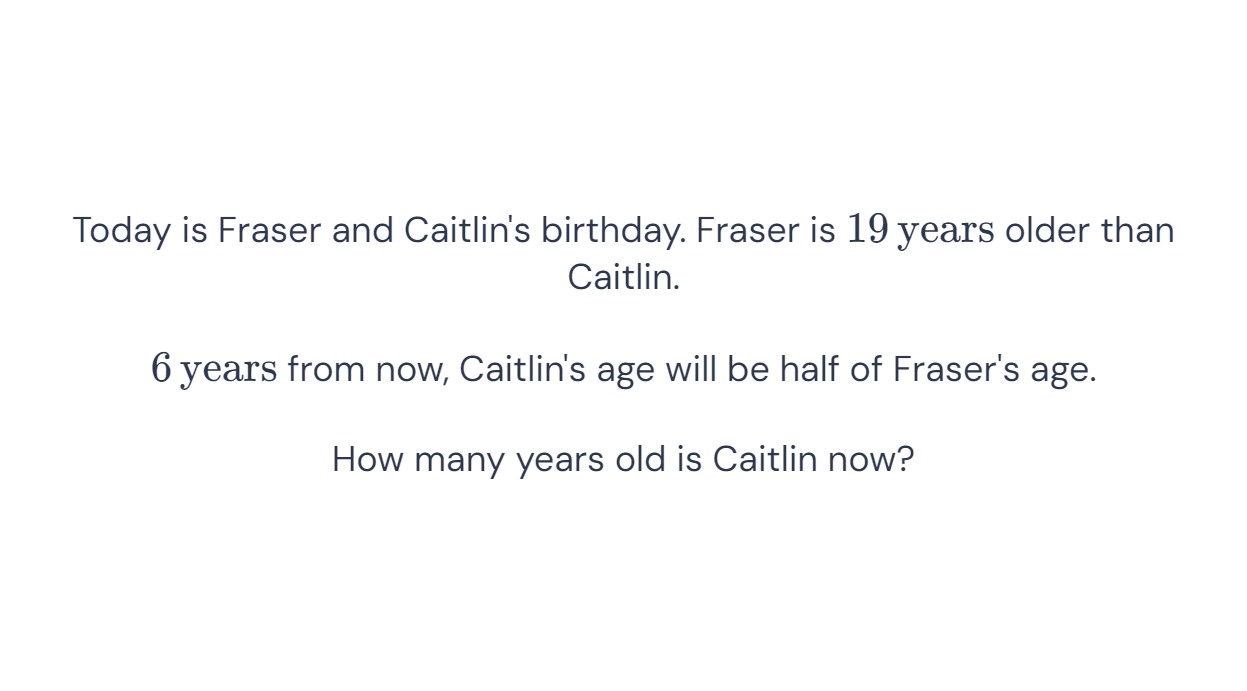 Today is Fraser and Caitlin's birthday. Fraser is 19 years older than
Caitlin.
6 years from now, Caitlin's age will be half of Fraser's age.
How many years old is Caitlin now?